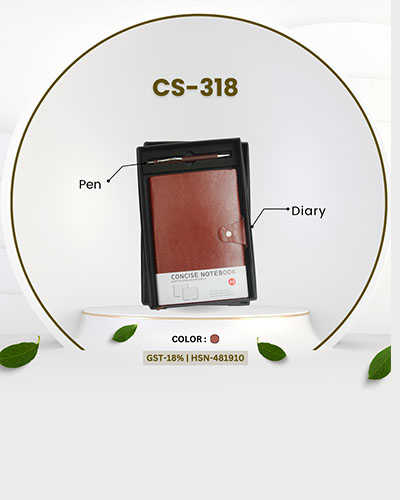 CS-318
Pen
Diary
CONCISE NOTEBOOK
COLOR :
GST-18% | HSN-481910